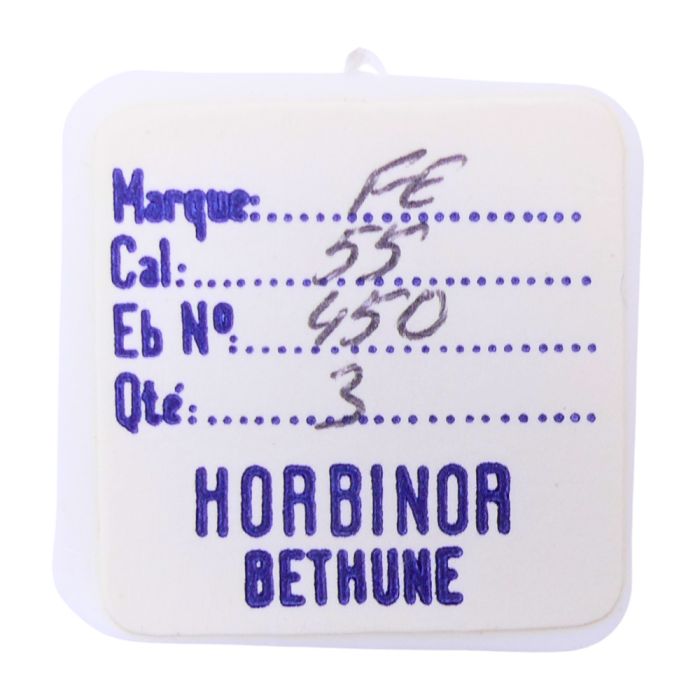 Marque: FE
Cal: 55
Eb Nº: 450
Qté: 3
HORBINOR
BETHUNE